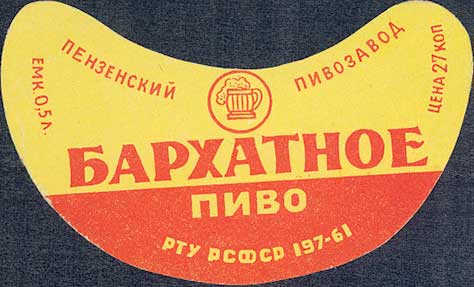 ПЕНЗЕНСКИЙ ПИВОЗАВОД
ЕМК 0,5 Л.
ЦЕНА 27 КОП
БАРХАТНОЕ
ПИВО
РТУ РСФСР 197-61